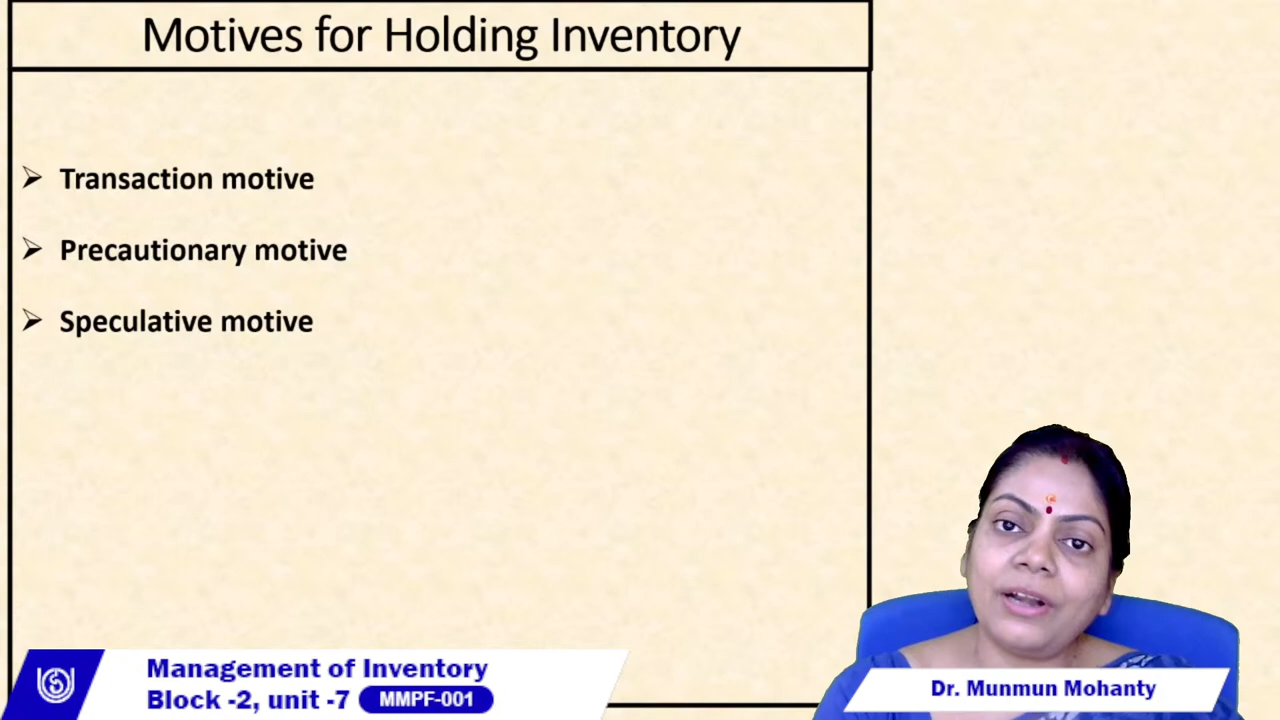 Motives for Holding Inventory
Transaction motive
Precautionary motive
Speculative motive
Management of Inventory
Block -2, unit -7 MMPF-001
Dr. Munmun Mohanty